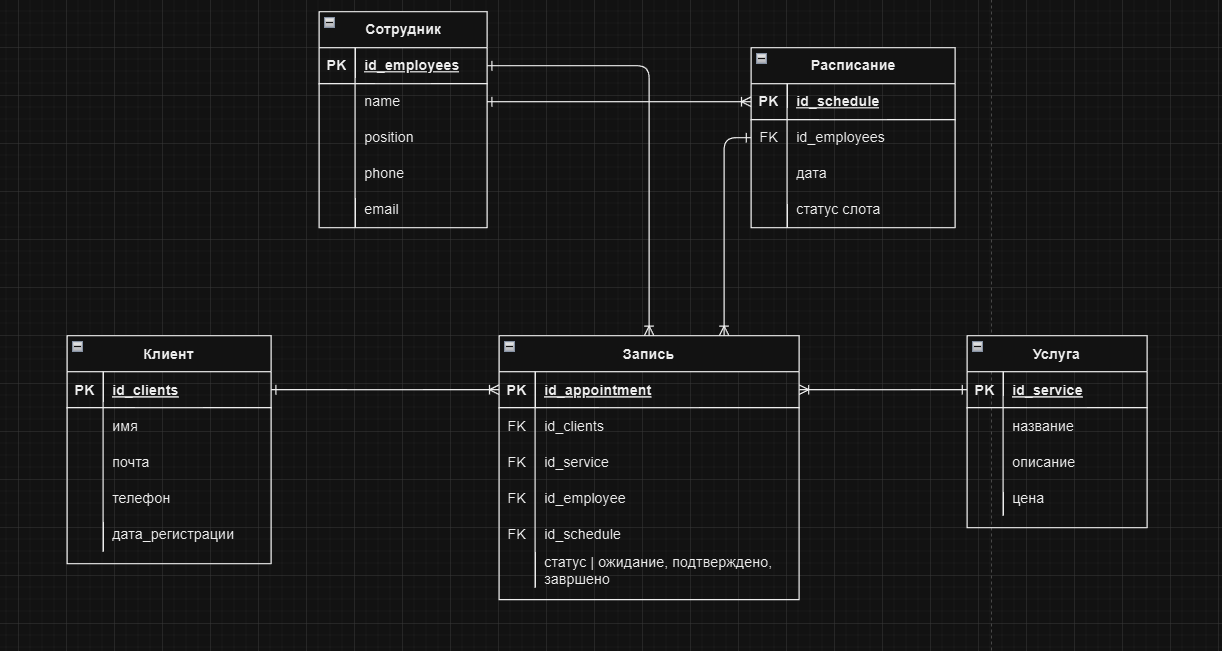 Сотрудник
PK id_employees
name
position
phone
email
Расписание
PK id_schedule
FK id_employees
дата
статус слота
Клиент
PK id_clients
имя
почта
телефон
дата_регистрации
Запись
PK id_appointment
FK id_clients
FK id_service
FK id_employee
FK id_schedule
статус | ожидание, подтверждено,
завршено
Услуга
PK id_service
название
описание
цена